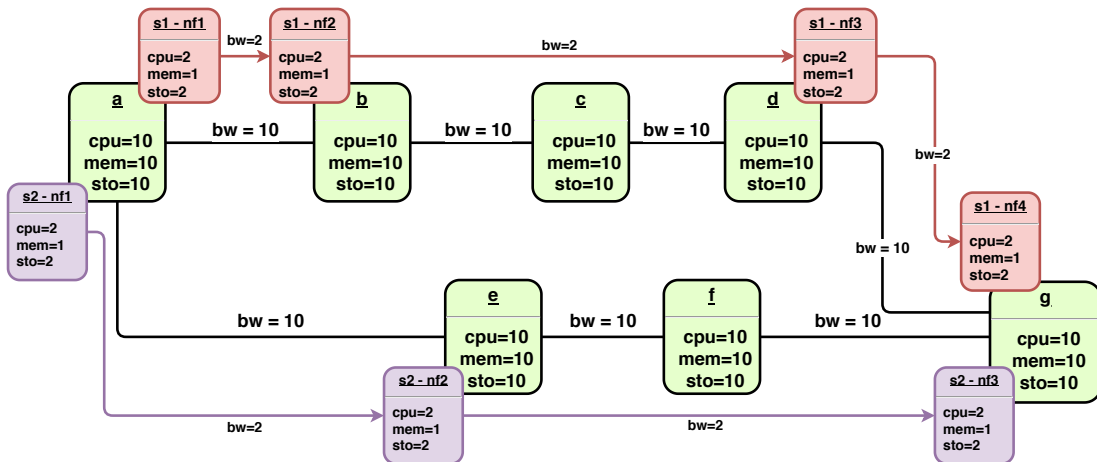 s1 - nf1
cpu=2
mem=1
sto=2
bw=2
s1 - nf2
cpu=2
mem=1
sto=2
bw=2
s1 - nf3
cpu=2
mem=1
sto=2
bw=2
a
cpu=10
mem=10
sto=10
bw = 10
b
cpu=10
mem=10
sto=10
bw = 10
c
cpu=10
mem=10
sto=10
bw = 10
d
cpu=10
mem=10
sto=10
bw = 10
s1 - nf4
cpu=2
mem=1
sto=2
s2 - nf1
cpu=2
mem=1
sto=2
bw = 10
e
cpu=10
mem=10
sto=10
bw = 10
f
cpu=10
mem=10
sto=10
bw = 10
g
cpu=10
mem=10
sto=10
bw=2
s2 - nf2
cpu=2
mem=1
sto=2
bw=2
s2 - nf3
cpu=2
mem=1
sto=2